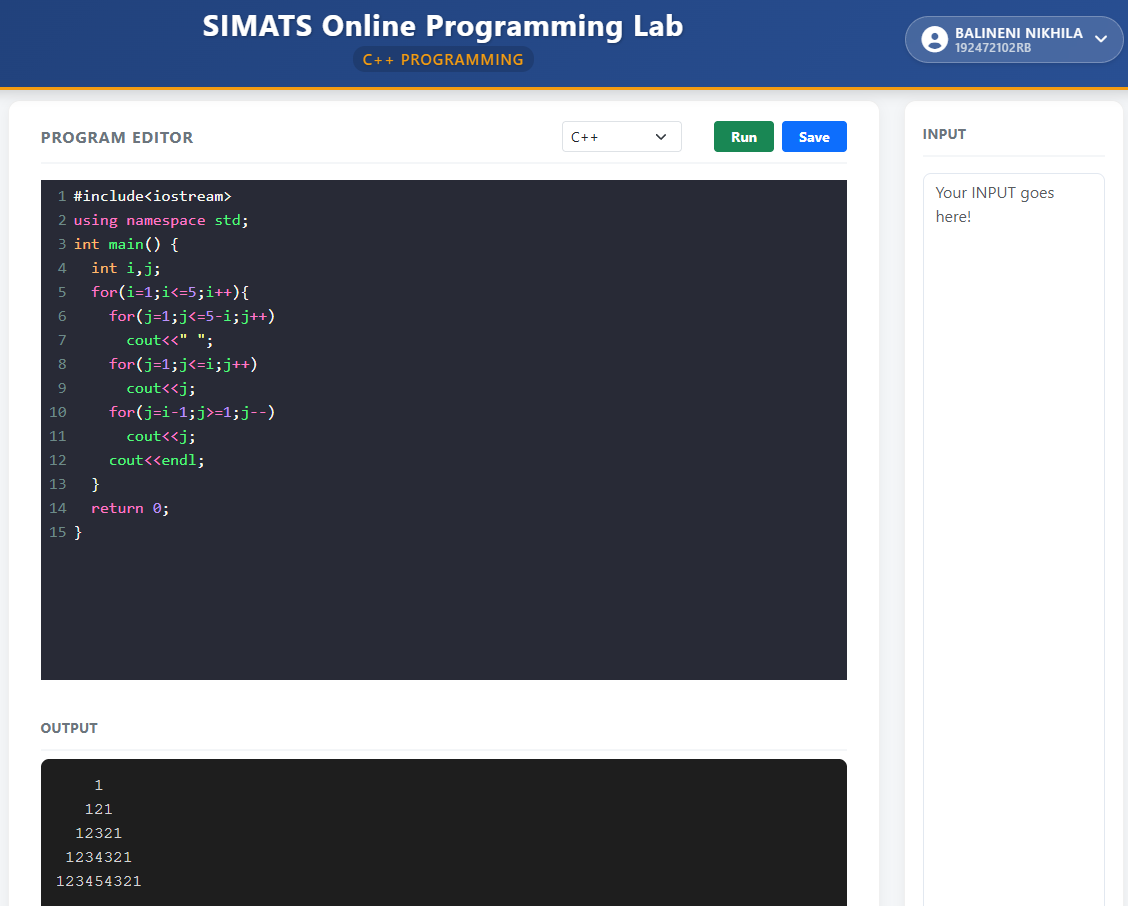 SIMATS Online Programming Lab
C++ PROGRAMMING
BALINENI NIKHILA
192472102RB
PROGRAM EDITOR
C++
Run
Save
1 #include<iostream>
2 using namespace std;
3 int main() {
4   int i,j;
5   for(i=1;i<=5;i++){
6     for(j=1;j<=5-i;j++)
7       cout<<" ";
8     for(j=1;j<=i;j++)
9       cout<<j;
10     for(j=i-1;j>=1;j--)
11       cout<<j;
12     cout<<endl;
13   }
14   return 0;
15 }
OUTPUT
    1
   121
  12321
 1234321
123454321
INPUT
Your INPUT goes
here!